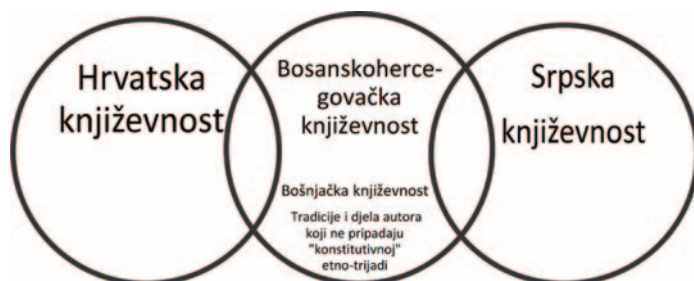 Hrvatska
književnost
Bosanskoherce-
govačka
književnost
Bošnjačka književnost
Tradicije i djela autora
koji ne pripadaju
"konstitutivnoj"
etno-trijadi
Srpska
književnost